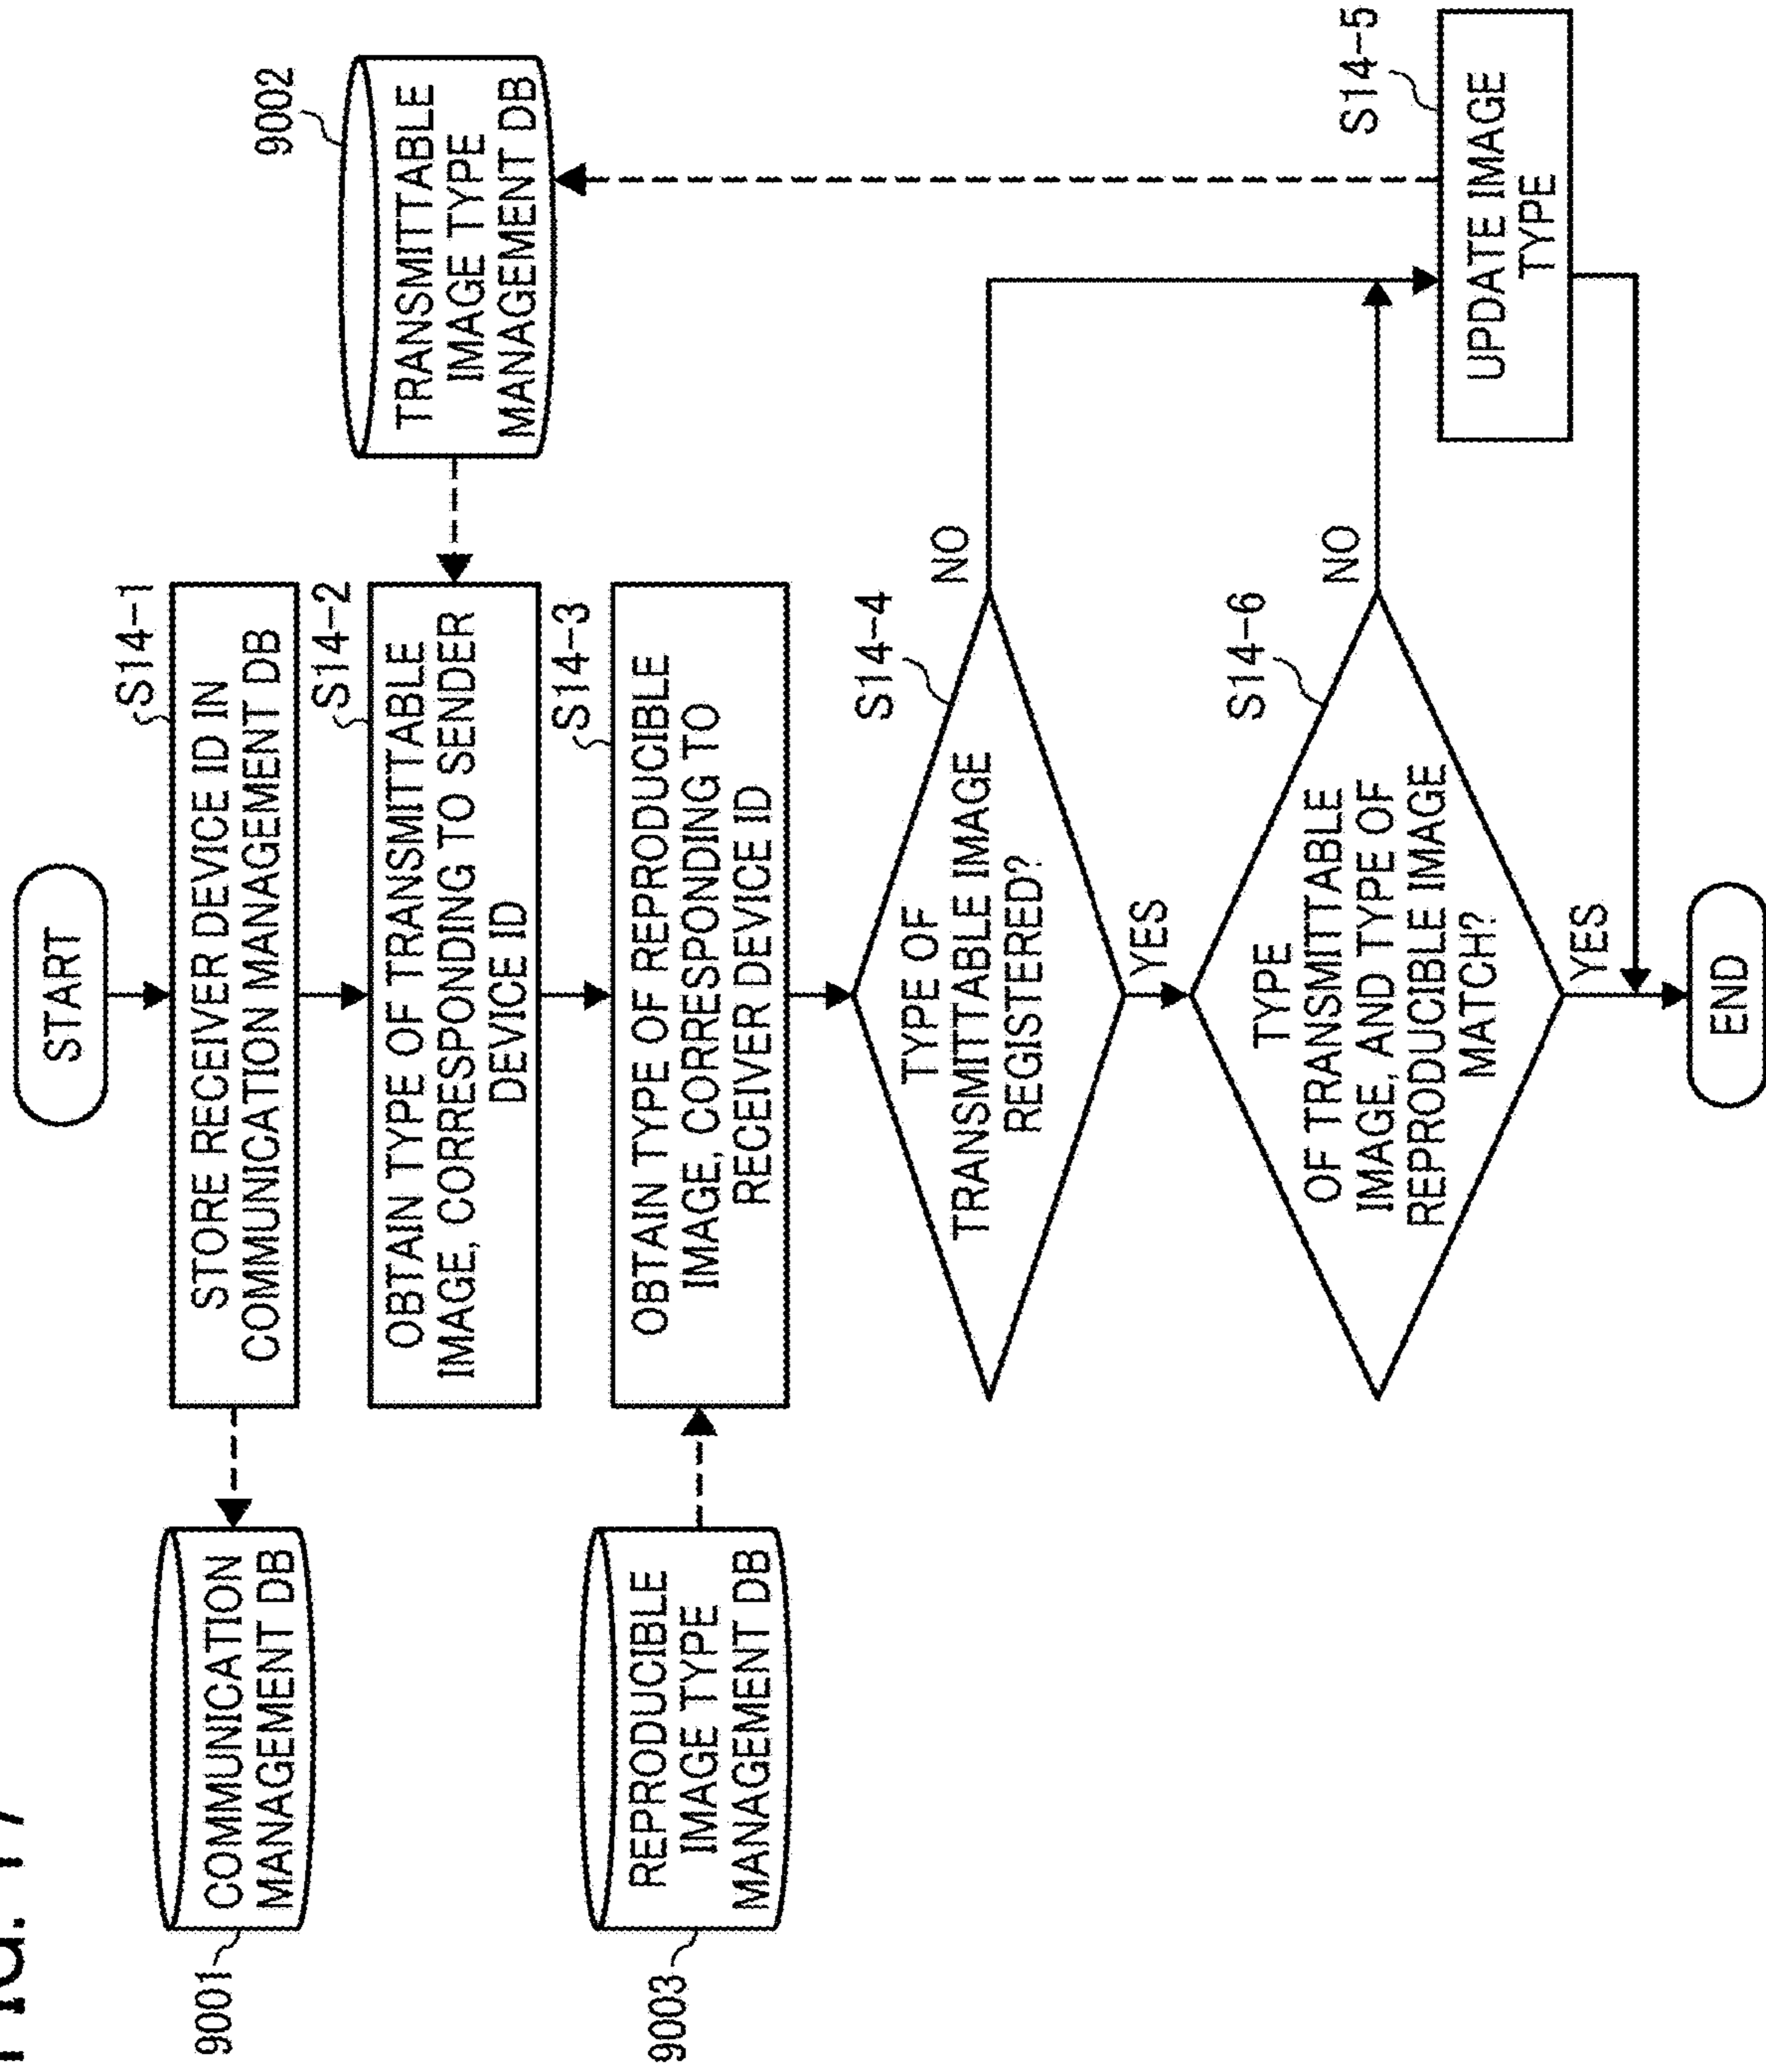 START
S14-1
STORE RECEIVER DEVICE ID IN
COMMUNICATION MANAGEMENT DB
9001
COMMUNICATION
MANAGEMENT DB
S14-2
OBTAIN TYPE OF TRANSMITTABLE
IMAGE, CORRESPONDING TO SENDER
DEVICE ID
9002
TRANSMITTABLE
IMAGE TYPE
MANAGEMENT DB
S14-3
OBTAIN TYPE OF REPRODUCIBLE
IMAGE, CORRESPONDING TO
RECEIVER DEVICE ID
9003
REPRODUCIBLE
IMAGE TYPE
MANAGEMENT DB
S14-4
TYPE OF
TRANSMITTABLE IMAGE
REGISTERED?
NO
YES
S14-6
TYPE
OF TRANSMITTABLE
IMAGE, AND TYPE OF
REPRODUCIBLE IMAGE
MATCH?
NO
YES
S14-5
UPDATE IMAGE
TYPE
END